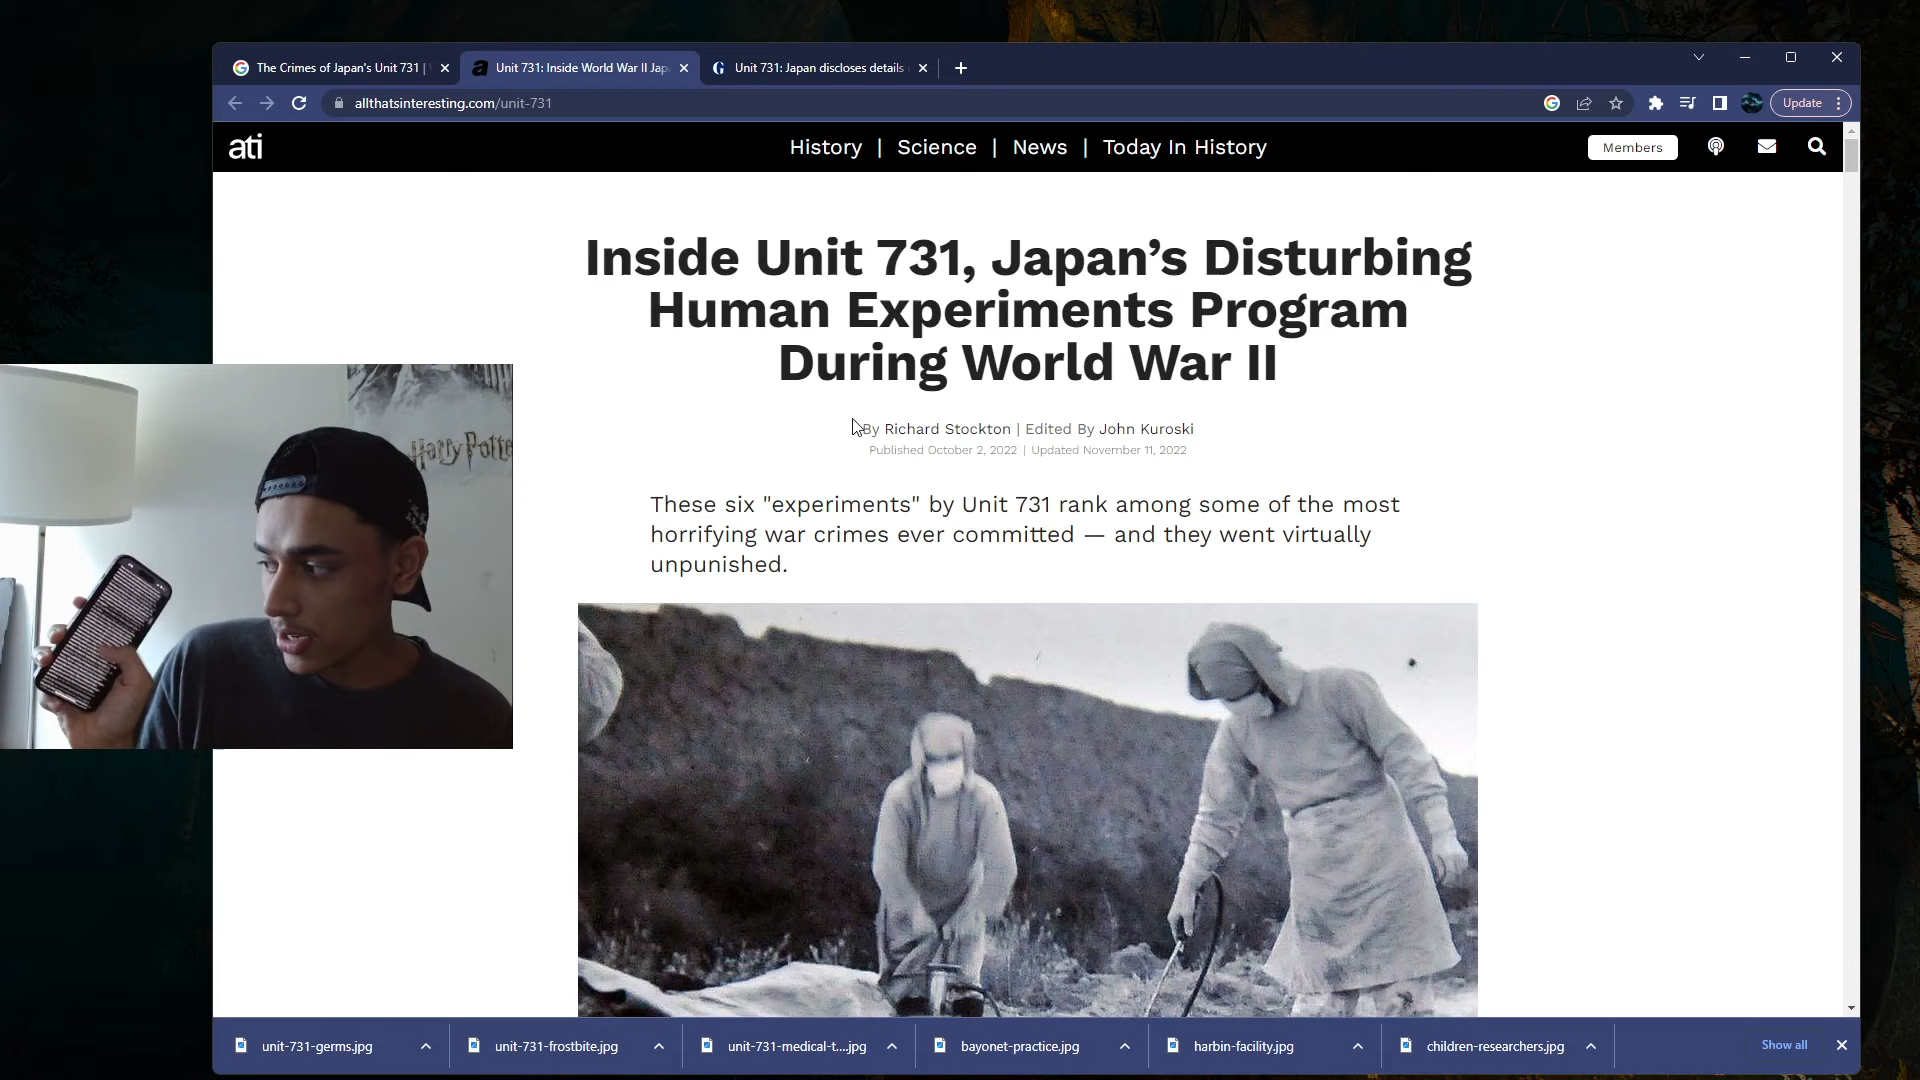 The Crimes of Japan's Unit 731 |
Unit 731: Inside World War II Jap
Unit 731: Japan discloses details
allthatsinteresting.com/unit-731
Update
ati
History | Science | News | Today In History
Members
Inside Unit 731, Japan’s Disturbing
Human Experiments Program
During World War II
By Richard Stockton | Edited By John Kuroski
Published October 2, 2022 | Updated November 11, 2022
These six "experiments" by Unit 731 rank among some of the most
horrifying war crimes ever committed — and they went virtually
unpunished.
Harry Potte
unit-731-germs.jpg
unit-731-frostbite.jpg
unit-731-medical-t....jpg
bayonet-practice.jpg
harbin-facility.jpg
children-researchers.jpg
Show all